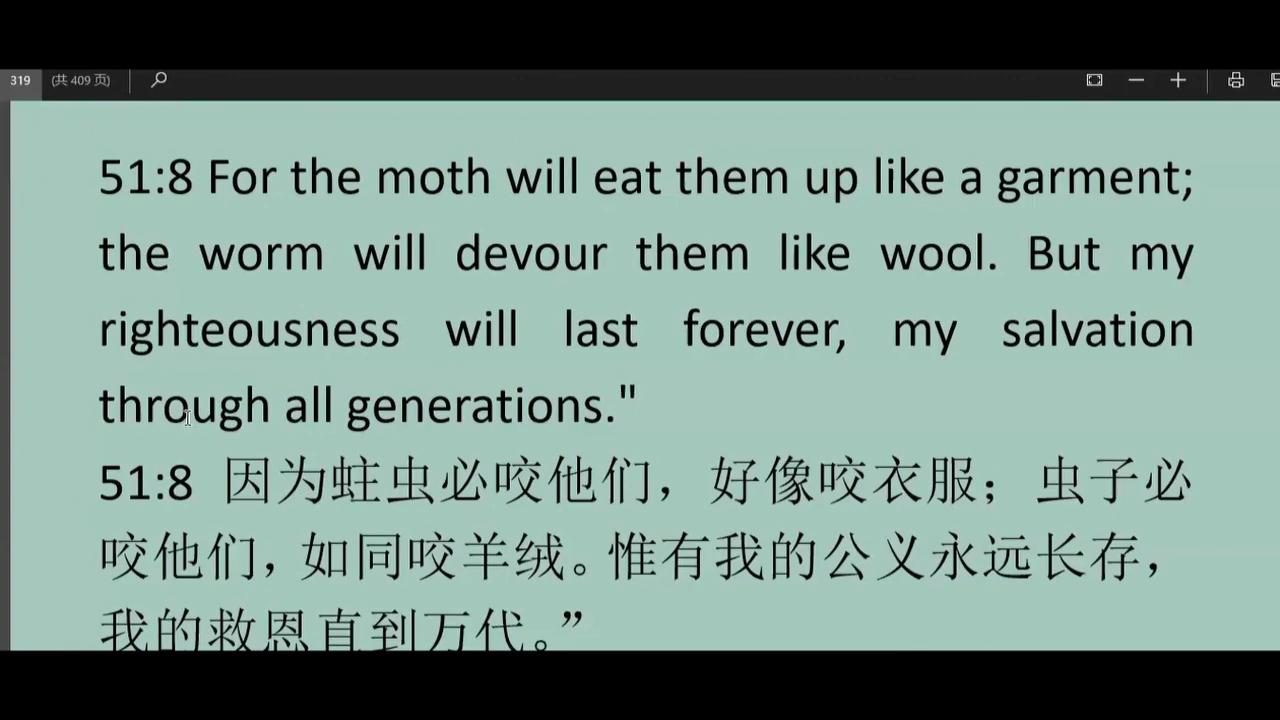 319 (共 409 页)
51:8 For the moth will eat them up like a garment;
the worm will devour them like wool. But my
righteousness will last forever, my salvation
through all generations."
51:8 因为蛀虫必咬他们，好像咬衣服；虫子必
咬他们，如同咬羊绒。惟有我的公义永远长存，
我的救恩直到万代。”